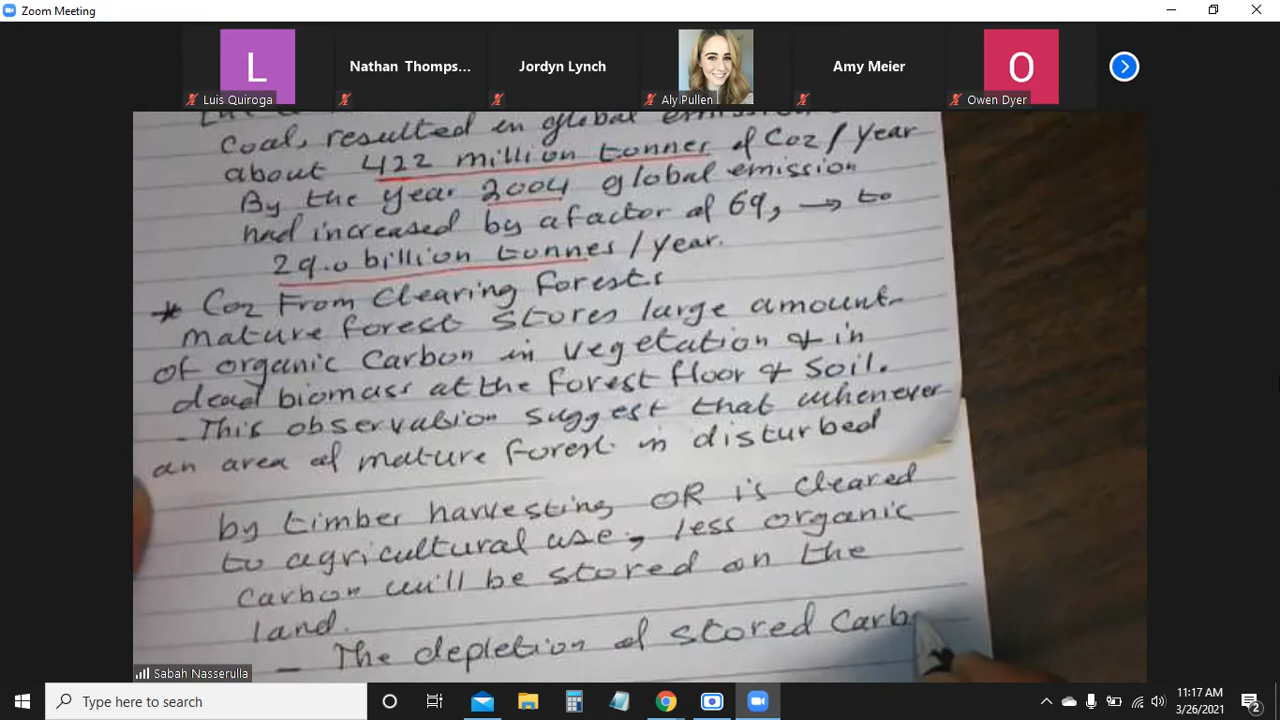 Zoom Meeting
L
Luis Quiroga
Nathan Thomps...
Jordyn Lynch
Aly Pullen
Amy Meier
O
Owen Dyer
Coal, resulted in global emission
about 422 million tonner of Co2 / Year
By the year 2004 global emission
had increased by a factor of 69, → to
29.0 billion tonnes / year.
* Co2 From Clearing Forests
mature forest stores large amount
of organic Carbon in vegetation & in
dead biomass at the forest floor & Soil.
- This observation suggest that whenever
an area of mature forest in disturbed
by timber harvesting OR is cleared
to agricultural use, less organic
Carbon will be stored on the
land.
- The depletion of stored Carb
Sabah Nasserulla
Type here to search
11:17 AM
3/26/2021
2